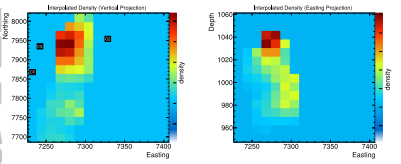 Interpolated Density (Vertical Projection)
Northing
8000
7950
7900
7850
7800
7750
7700
7250
7300
7350
7400
Easting
density
Interpolated Density (Easting Projection)
Depth
1060
1040
1020
1000
980
960
7250
7300
7350
7400
Easting
density